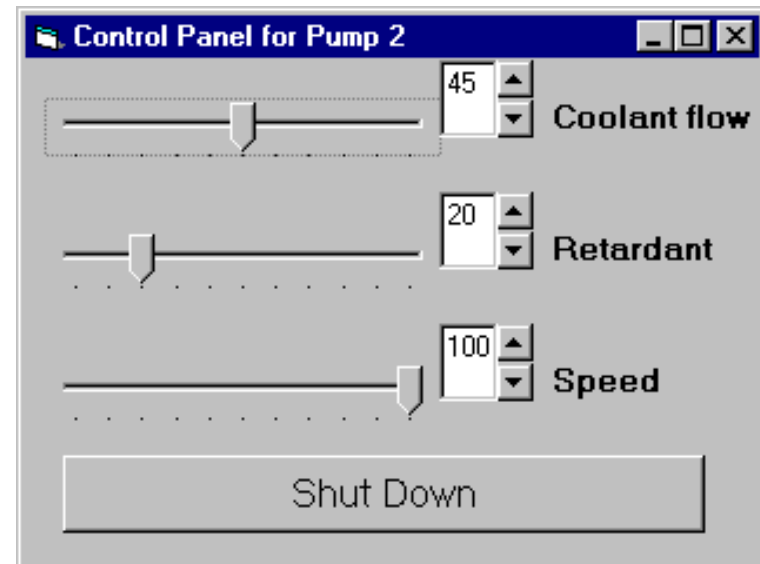 Control Panel for Pump 2
45
Coolant flow
20
Retardant
100
Speed
Shut Down